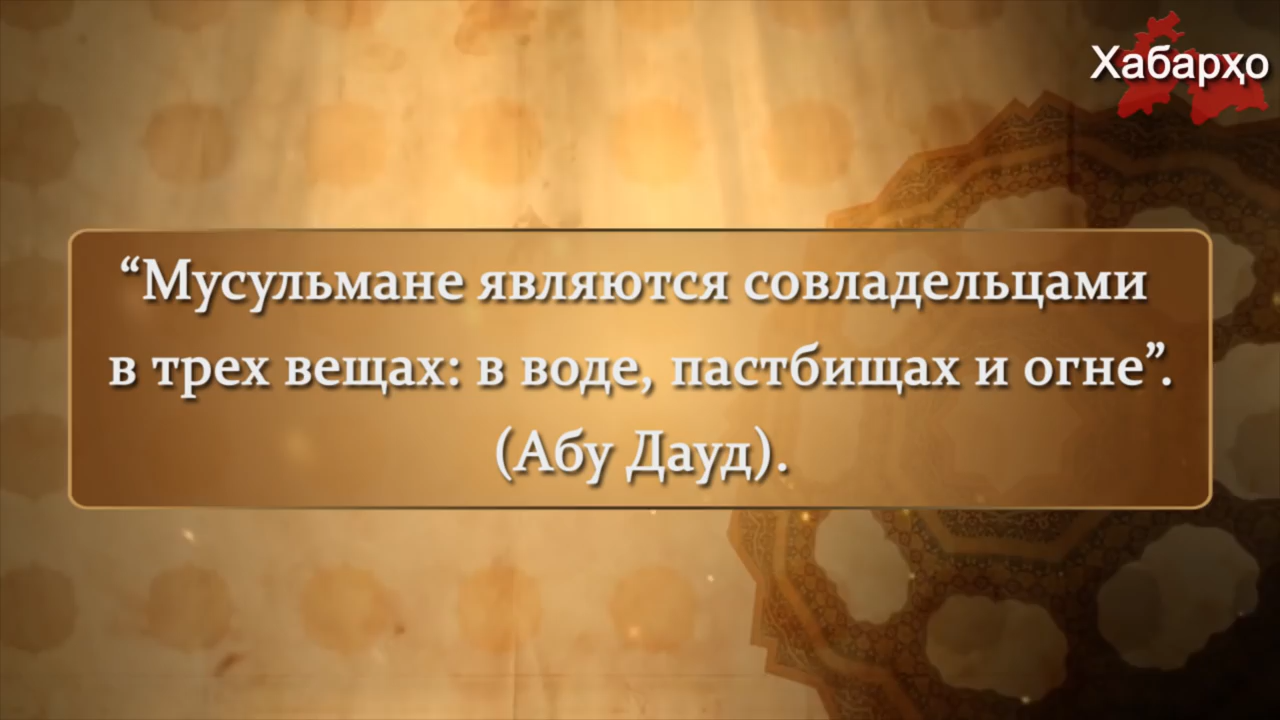 Хабарҳо
“Мусульмане являются совладельцами
в трех вещах: в воде, пастбищах и огне”.
(Абу Дауд).